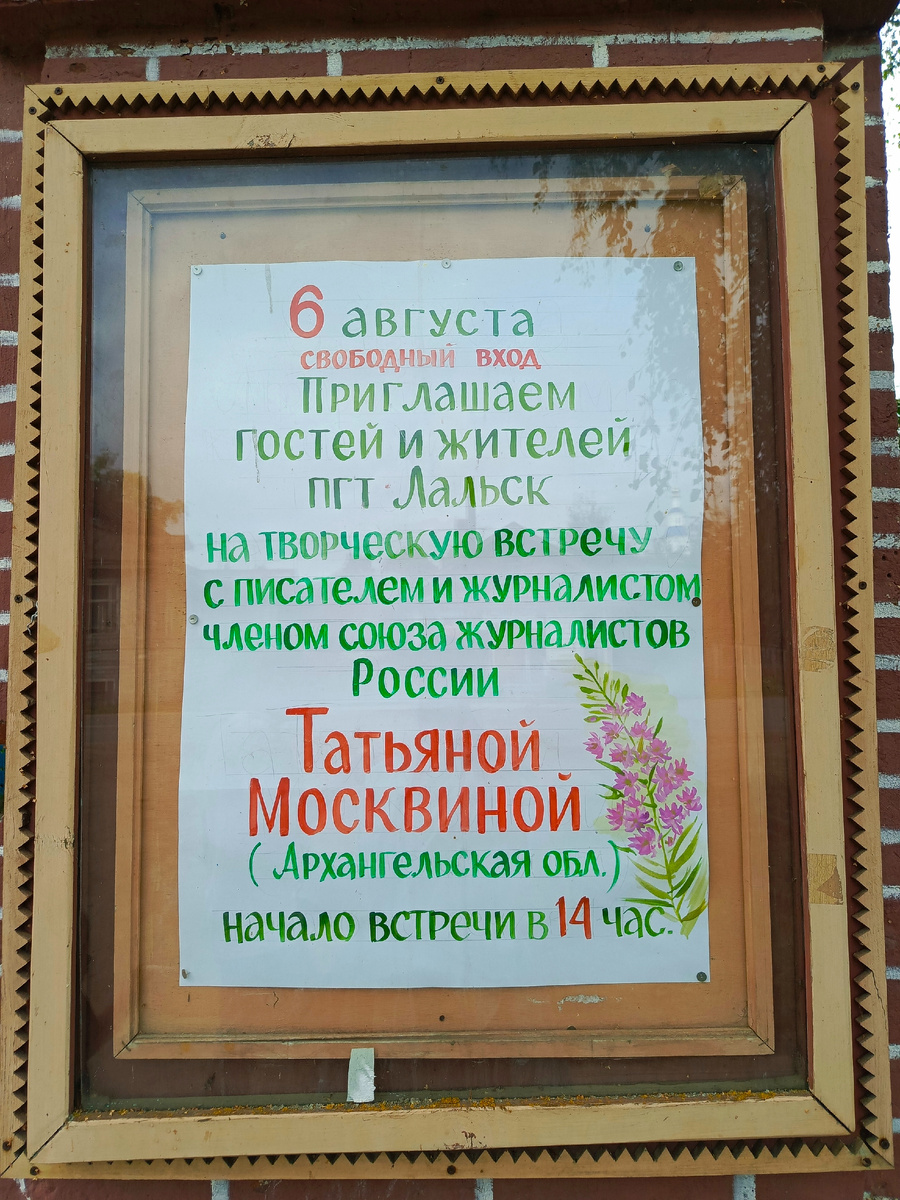 6 августа
свободный вход
Приглашаем
гостей и жителей
пгт Лальск
на творческую встречу
с писателем и журналистом
членом союза журналистов
России
Татьяной
Москвиной
(Архангельская обл.)
начало встречи в 14 час.